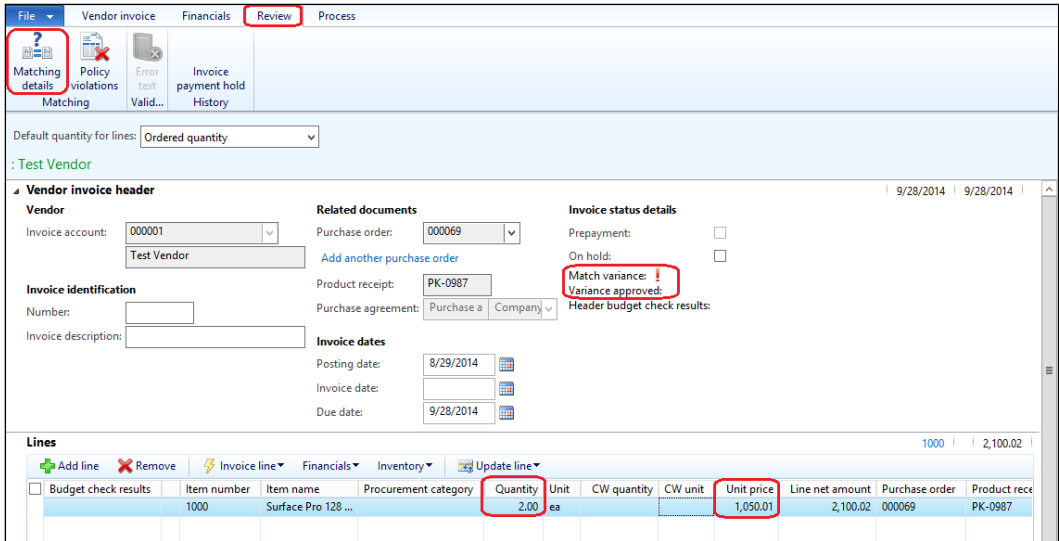 File Vendor invoice Financials Review Process
Matching details Policy violations Error text Invoice payment hold
Matching Valid... History
Default quantity for lines: Ordered quantity
: Test Vendor
Vendor invoice header 9/28/2014 9/28/2014
Vendor Related documents Invoice status details
Invoice account: 000001 Purchase order: 000069 Prepayment:
Test Vendor Add another purchase order On hold:
Product receipt: PK-0987 Match variance: !
Variance approved:
Invoice identification Purchase agreement: Purchase a Company Header budget check results:
Number:
Invoice description:
Invoice dates
Posting date: 8/29/2014
Invoice date:
Due date: 9/28/2014
Lines 1000 2,100.02
Add line Remove Invoice line Financials Inventory Update line
Budget check results Item number Item name Procurement category Quantity Unit CW quantity CW unit Unit price Line net amount Purchase order Product rece
1000 Surface Pro 128 ... 2.00 ea 1,050.01 2,100.02 000069 PK-0987